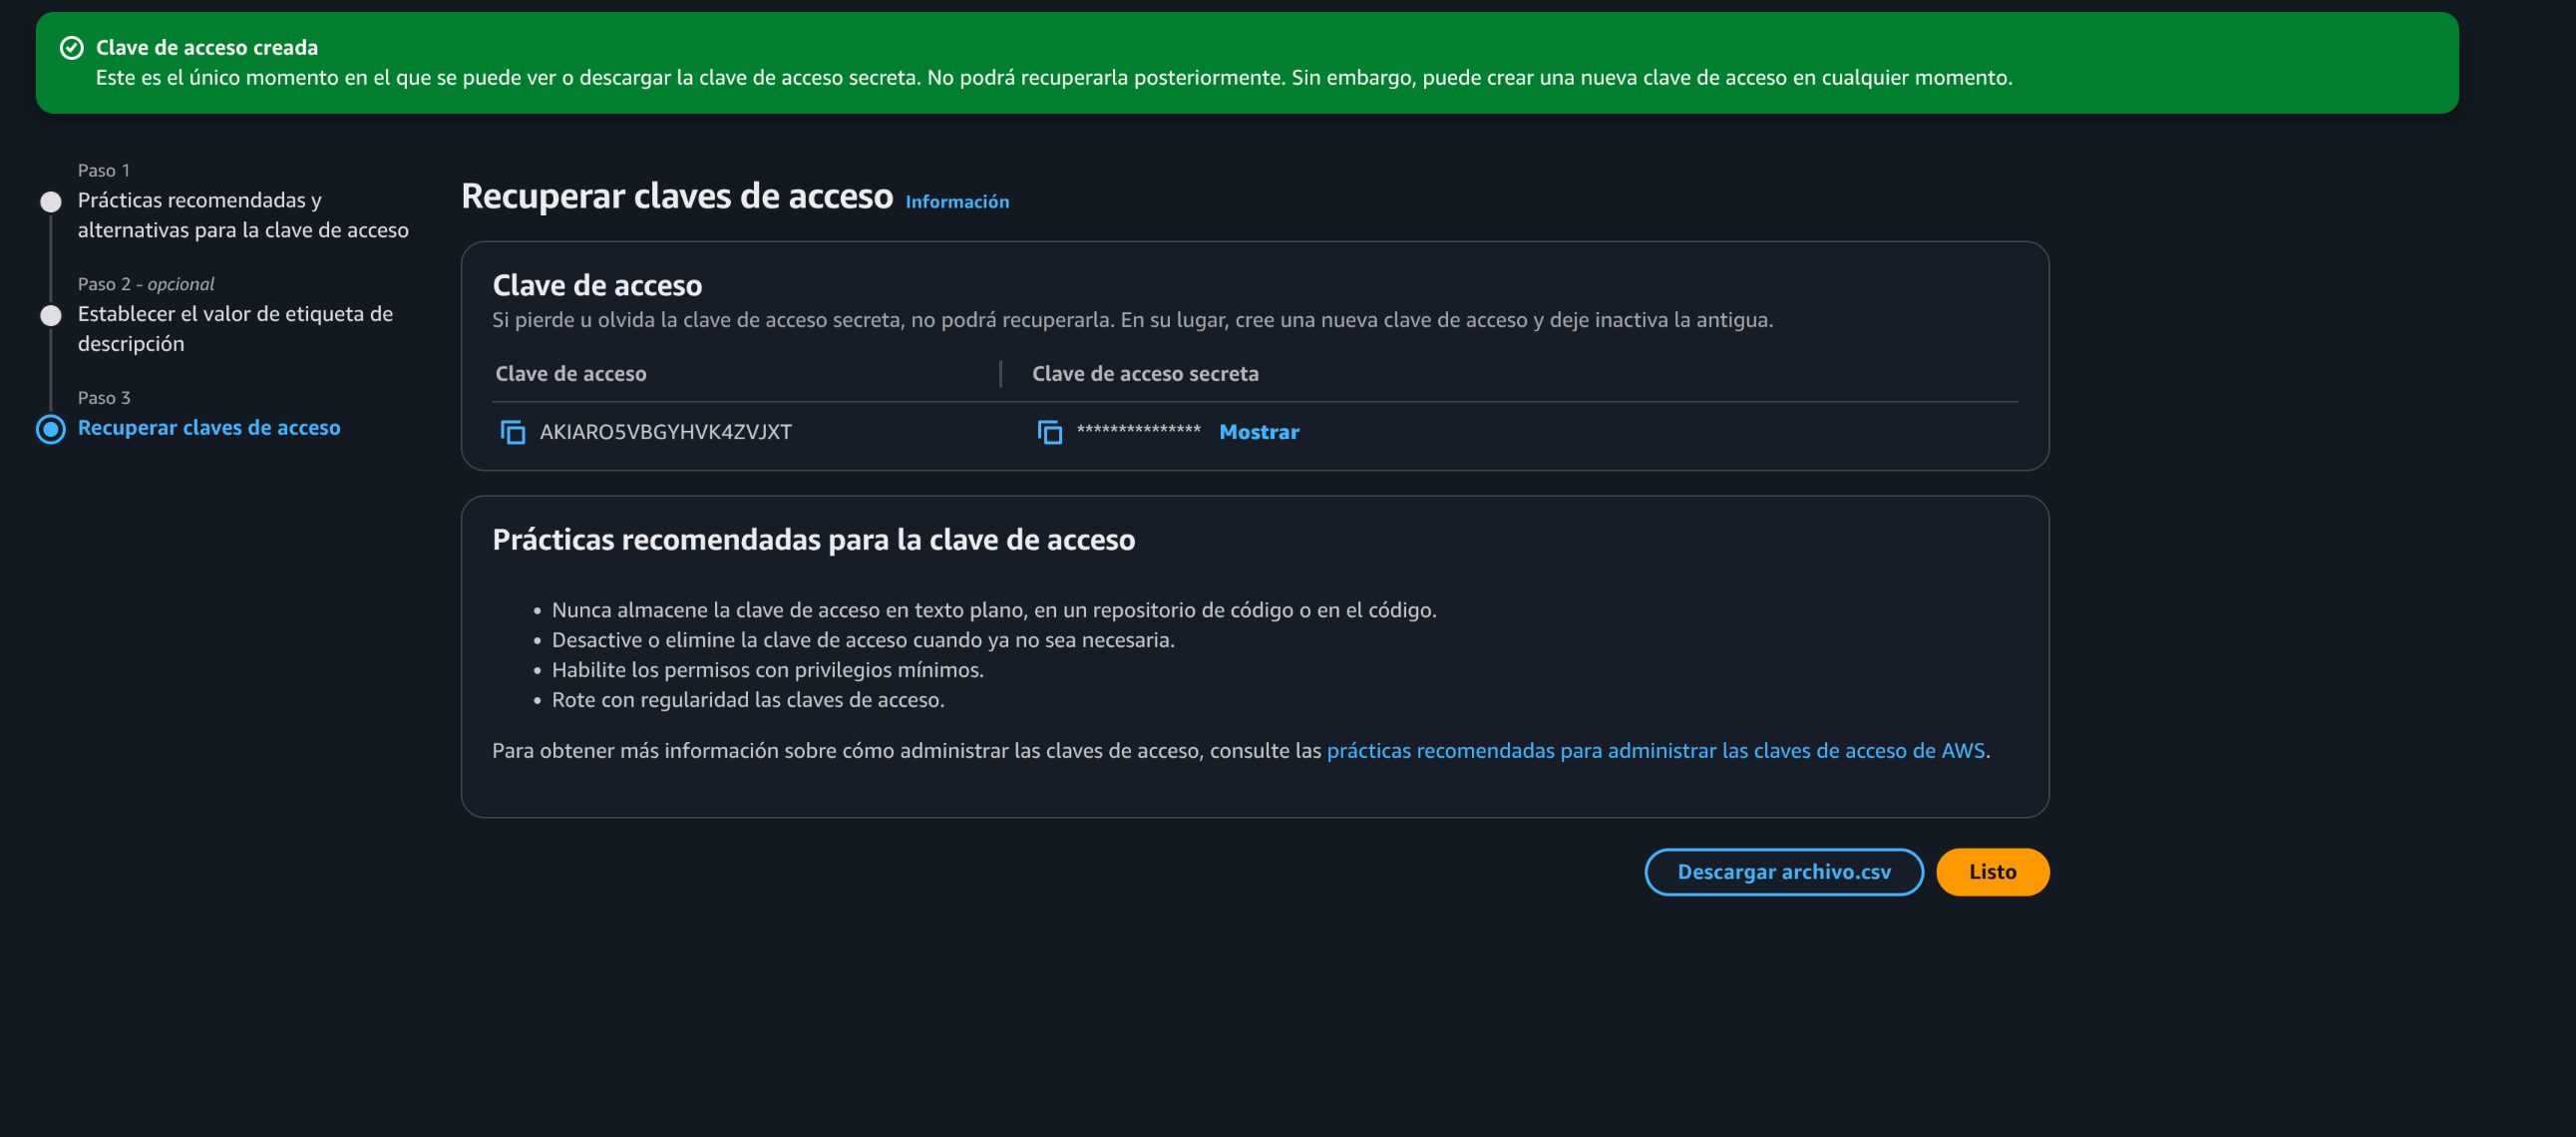 Clave de acceso creada
Este es el único momento en el que se puede ver o descargar la clave de acceso secreta. No podrá recuperarla posteriormente. Sin embargo, puede crear una nueva clave de acceso en cualquier momento.
Paso 1
Prácticas recomendadas y
alternativas para la clave de acceso
Paso 2 - opcional
Establecer el valor de etiqueta de
descripción
Paso 3
Recuperar claves de acceso
Recuperar claves de acceso Información
Clave de acceso
Si pierde u olvida la clave de acceso secreta, no podrá recuperarla. En su lugar, cree una nueva clave de acceso y deje inactiva la antigua.
Clave de acceso Clave de acceso secreta
AKIARO5VBGYHVK4ZVJXT *************** Mostrar
Prácticas recomendadas para la clave de acceso
• Nunca almacene la clave de acceso en texto plano, en un repositorio de código o en el código.
• Desactive o elimine la clave de acceso cuando ya no sea necesaria.
• Habilite los permisos con privilegios mínimos.
• Rote con regularidad las claves de acceso.
Para obtener más información sobre cómo administrar las claves de acceso, consulte las prácticas recomendadas para administrar las claves de acceso de AWS.
Descargar archivo.csv Listo